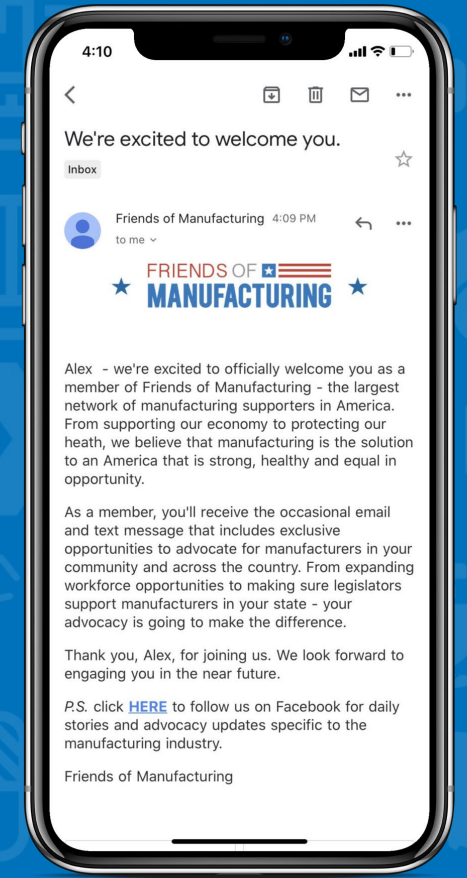 4:10
We're excited to welcome you.
Inbox
Friends of Manufacturing 4:09 PM
to me
FRIENDS OF
MANUFACTURING
Alex - we're excited to officially welcome you as a
member of Friends of Manufacturing - the largest
network of manufacturing supporters in America.
From supporting our economy to protecting our
heath, we believe that manufacturing is the solution
to an America that is strong, healthy and equal in
opportunity.
As a member, you'll receive the occasional email
and text message that includes exclusive
opportunities to advocate for manufacturers in your
community and across the country. From expanding
workforce opportunities to making sure legislators
support manufacturers in your state - your
advocacy is going to make the difference.
Thank you, Alex, for joining us. We look forward to
engaging you in the near future.
P.S. click HERE to follow us on Facebook for daily
stories and advocacy updates specific to the
manufacturing industry.
Friends of Manufacturing